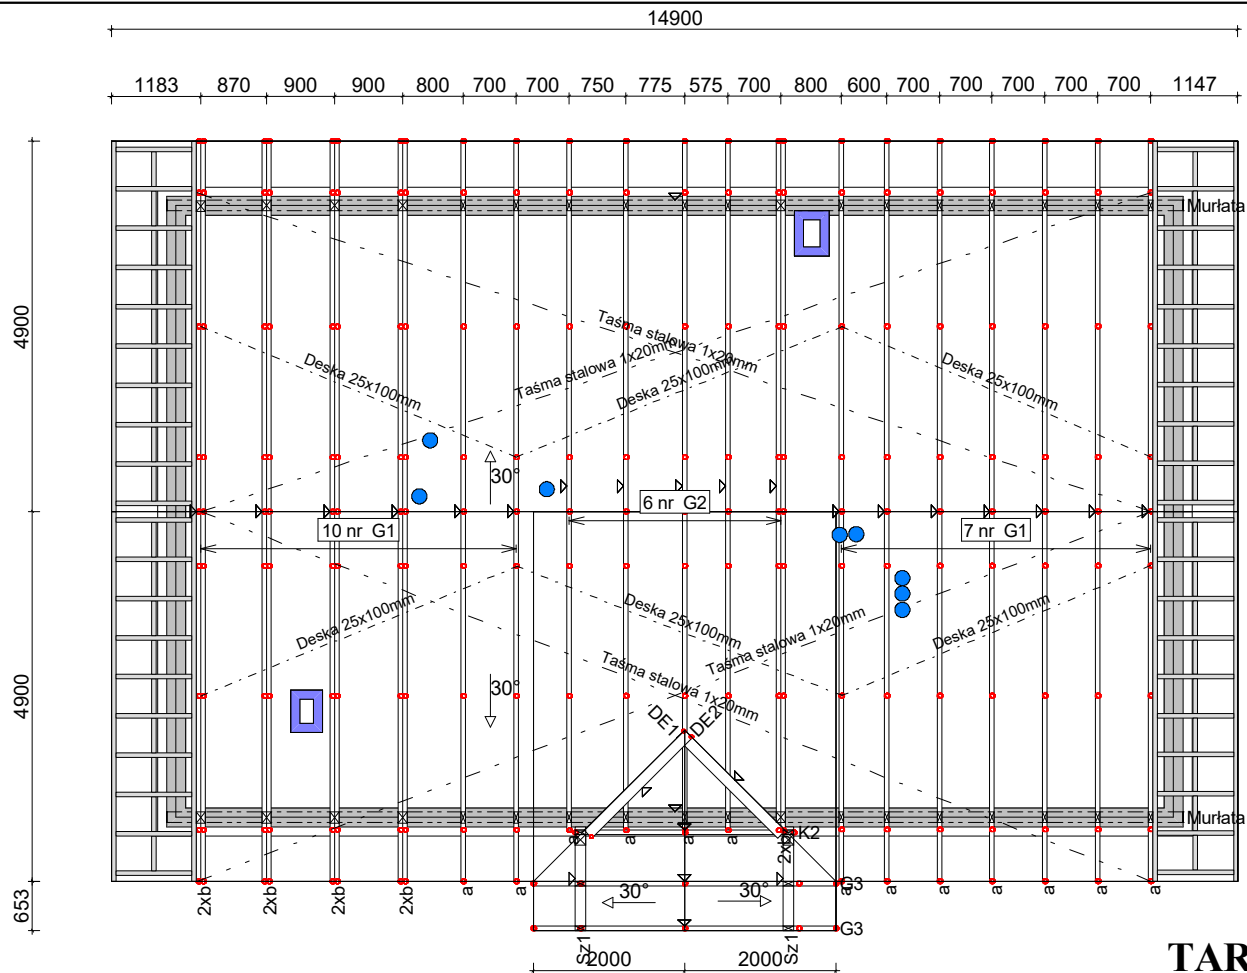 14900
1183 870 900 900 800 700 700 750 775 575 700 800 600 700 700 700 700 700 1147
Murłata
4900
Taśma stalowa 1x20mm
Taśma stalowa 1x20mm
Deska 25x100mm
Deska 25x100mm
Deska 25x100mm
30°
6 nr G2
10 nr G1
7 nr G1
Deska 25x100mm
Deska 25x100mm
Deska 25x100mm
Taśma stalowa 1x20mm
Taśma stalowa 1x20mm
4900
30°
DE1
DE2
Murłata
a a a a 2xb K2
653
2xb 2xb 2xb 2xb a a a a a a a a a
G3
30° 30°
G3
Sz1 Sz1
2000 2000
TAR